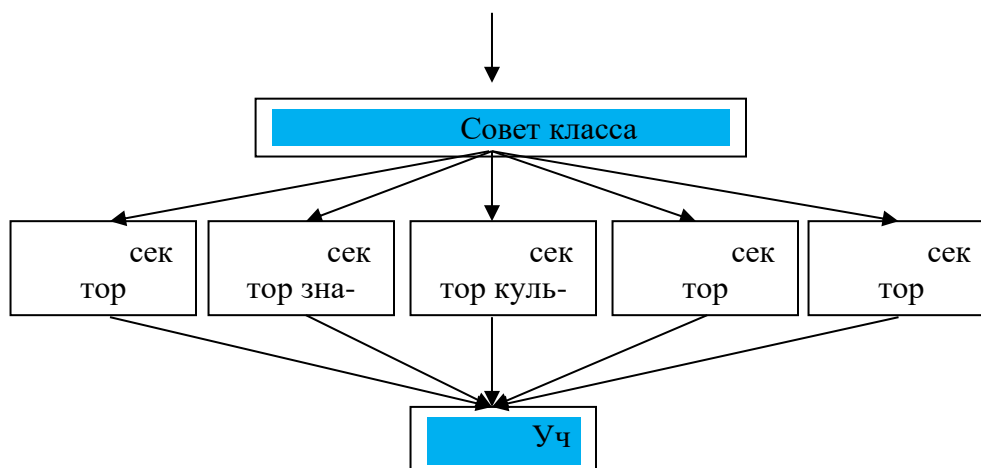 Совет класса
сек
тор
сек
тор зна-
сек
тор куль-
сек
тор
сек
тор
Уч